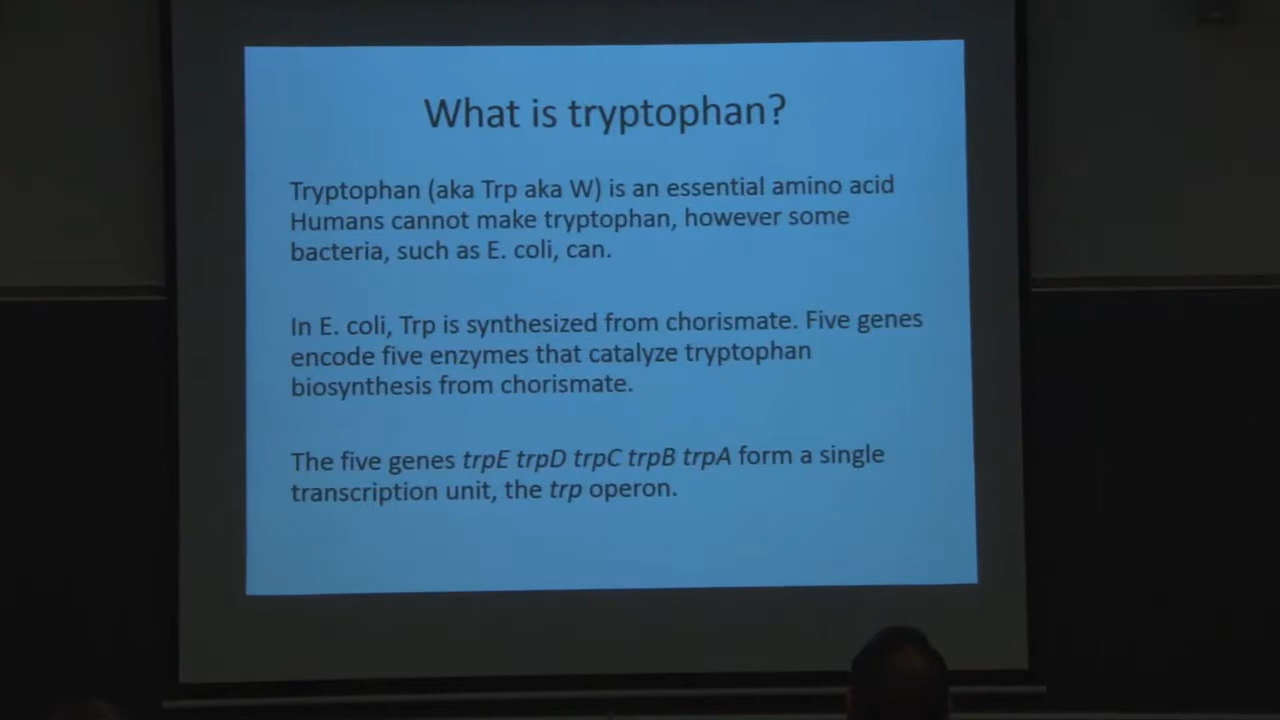 What is tryptophan?
Tryptophan (aka Trp aka W) is an essential amino acid
Humans cannot make tryptophan, however some
bacteria, such as E. coli, can.
In E. coli, Trp is synthesized from chorismate. Five genes
encode five enzymes that catalyze tryptophan
biosynthesis from chorismate.
The five genes trpE trpD trpC trpB trpA form a single
transcription unit, the trp operon.